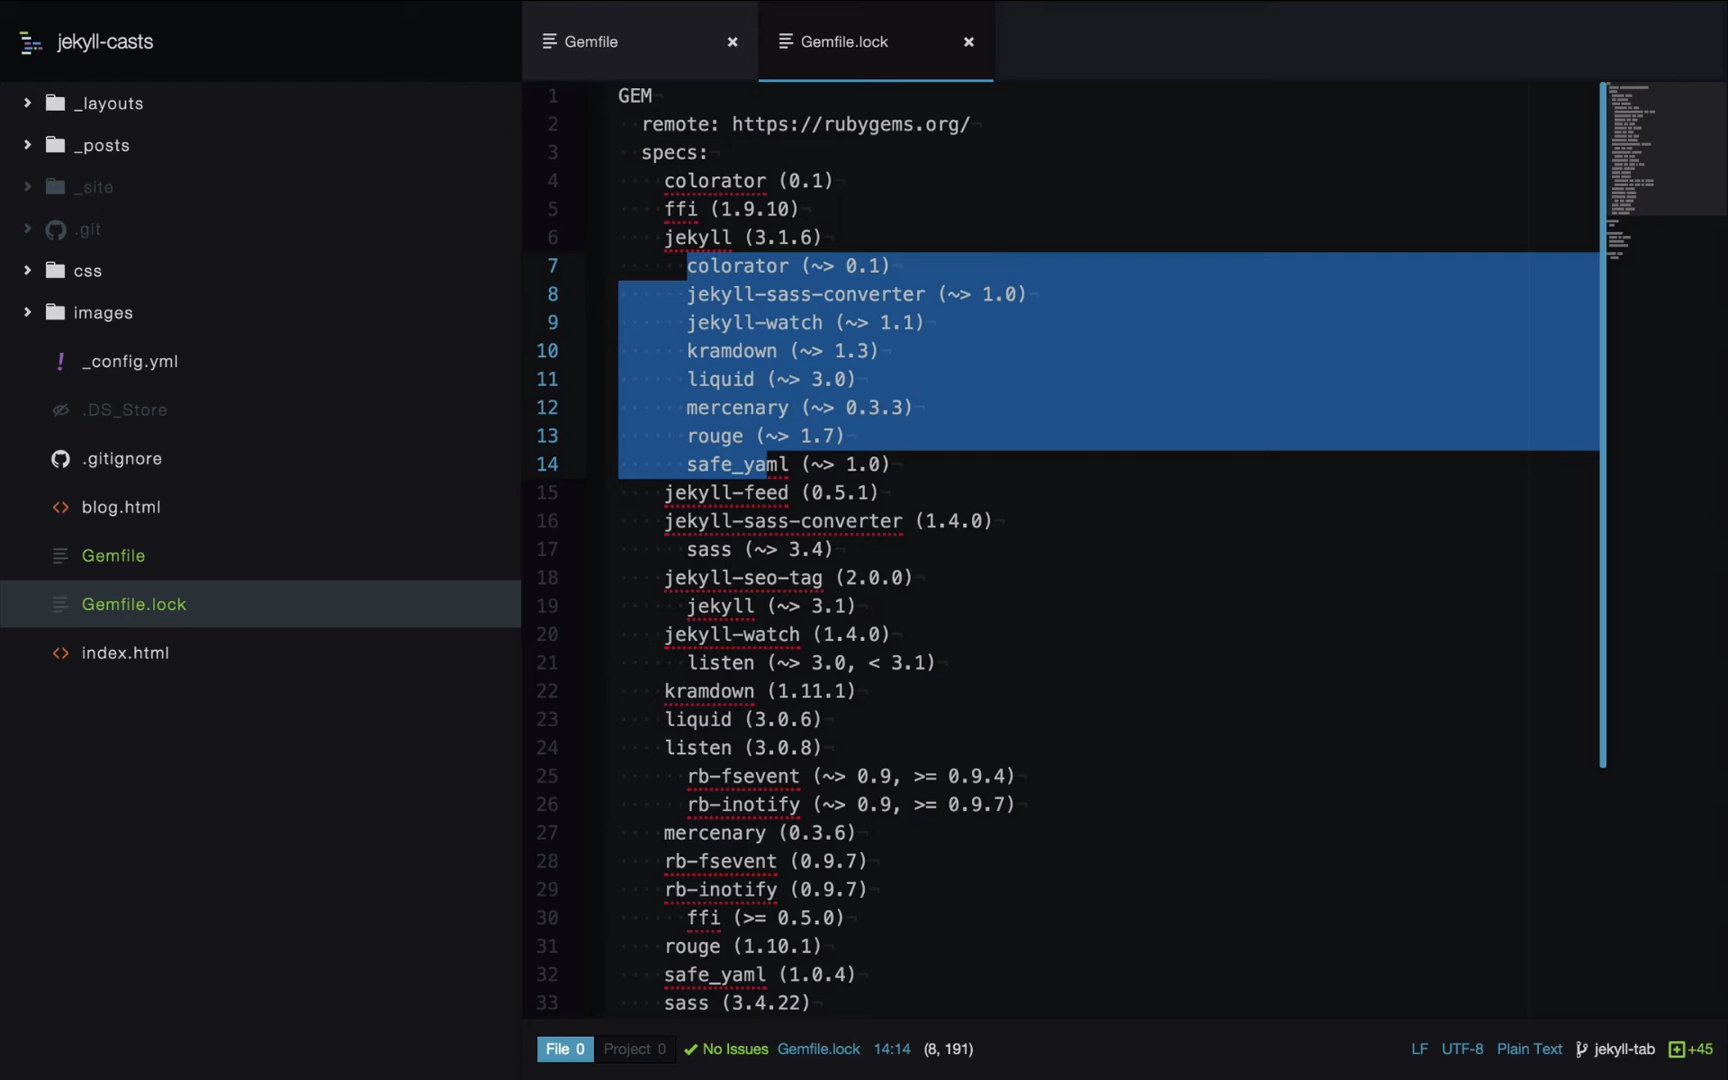 jekyll-casts
_layouts
_posts
_site
.git
css
images
_config.yml
.DS_Store
.gitignore
blog.html
Gemfile
Gemfile.lock
index.html
Gemfile
Gemfile.lock
1 GEM
2 remote: https://rubygems.org/
3 specs:
4 colorator (0.1)
5 ffi (1.9.10)
6 jekyll (3.1.6)
7 colorator (~> 0.1)
8 jekyll-sass-converter (~> 1.0)
9 jekyll-watch (~> 1.1)
10 kramdown (~> 1.3)
11 liquid (~> 3.0)
12 mercenary (~> 0.3.3)
13 rouge (~> 1.7)
14 safe_yaml (~> 1.0)
15 jekyll-feed (0.5.1)
16 jekyll-sass-converter (1.4.0)
17 sass (~> 3.4)
18 jekyll-seo-tag (2.0.0)
19 jekyll (~> 3.1)
20 jekyll-watch (1.4.0)
21 listen (~> 3.0, < 3.1)
22 kramdown (1.11.1)
23 liquid (3.0.6)
24 listen (3.0.8)
25 rb-fsevent (~> 0.9, >= 0.9.4)
26 rb-inotify (~> 0.9, >= 0.9.7)
27 mercenary (0.3.6)
28 rb-fsevent (0.9.7)
29 rb-inotify (0.9.7)
30 ffi (>= 0.5.0)
31 rouge (1.10.1)
32 safe_yaml (1.0.4)
33 sass (3.4.22)
File 0 Project 0 No Issues Gemfile.lock 14:14 (8, 191) LF UTF-8 Plain Text jekyll-tab +45